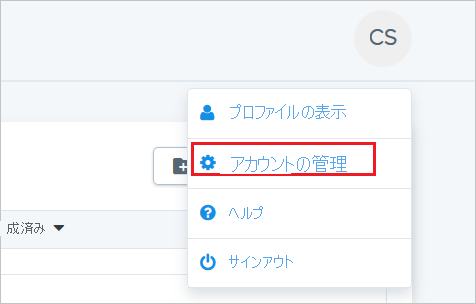 CS
プロファイルの表示
アカウントの管理
成済み
ヘルプ
サインアウト